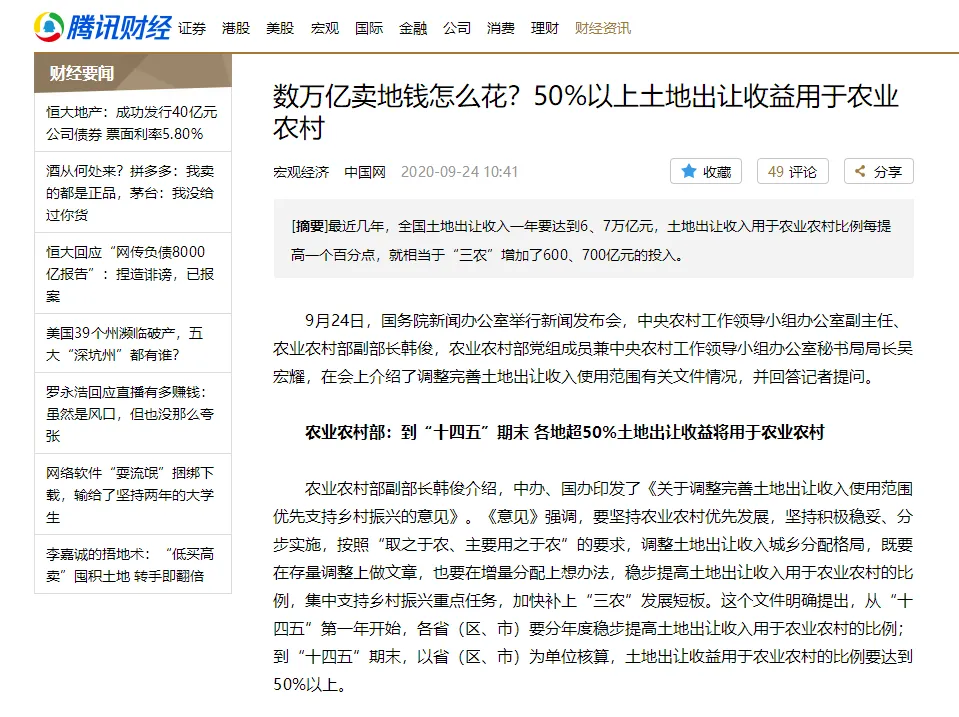 腾讯财经 证券 港股 美股 宏观 国际 金融 公司 消费 理财 财经资讯
财经要闻
恒大地产：成功发行40亿元
公司债券 票面利率5.80%
酒从何处来？拼多多：我卖
的都是正品，茅台：我没给
过你货
恒大回应“网传负债8000
亿报告”：捏造诽谤，已报
案
美国39个州濒临破产，五
大“深坑州”都有谁？
罗永浩回应直播有多赚钱：
虽然是风口，但也没那么夸
张
网络软件“耍流氓”捆绑下
载，输给了坚持两年的大学
生
李嘉诚的捂地术：“低买高
卖”囤积土地 转手即翻倍
数万亿卖地钱怎么花？50%以上土地出让收益用于农业
农村
宏观经济 中国网 2020-09-24 10:41 收藏 49 评论 分享
[摘要]最近几年，全国土地出让收入一年要达到6、7万亿元，土地出让收入用于农业农村比例每提
高一个百分点，就相当于“三农”增加了600、700亿元的投入。
9月24日，国务院新闻办公室举行新闻发布会，中央农村工作领导小组办公室副主任、
农业农村部副部长韩俊，农业农村部党组成员兼中央农村工作领导小组办公室秘书局局长吴
宏耀，在会上介绍了调整完善土地出让收入使用范围有关文件情况，并回答记者提问。
农业农村部：到“十四五”期末 各地超50%土地出让收益将用于农业农村
农业农村部副部长韩俊介绍，中办、国办印发了《关于调整完善土地出让收入使用范围
优先支持乡村振兴的意见》。《意见》强调，要坚持农业农村优先发展，坚持积极稳妥、分
步实施，按照“取之于农、主要用之于农”的要求，调整土地出让收入城乡分配格局，既要
在存量调整上做文章，也要在增量分配上想办法，稳步提高土地出让收入用于农业农村的比
例，集中支持乡村振兴重点任务，加快补上“三农”发展短板。这个文件明确提出，从“十
四五”第一年开始，各省（区、市）要分年度稳步提高土地出让收入用于农业农村的比例；
到“十四五”期末，以省（区、市）为单位核算，土地出让收益用于农业农村的比例要达到
50%以上。